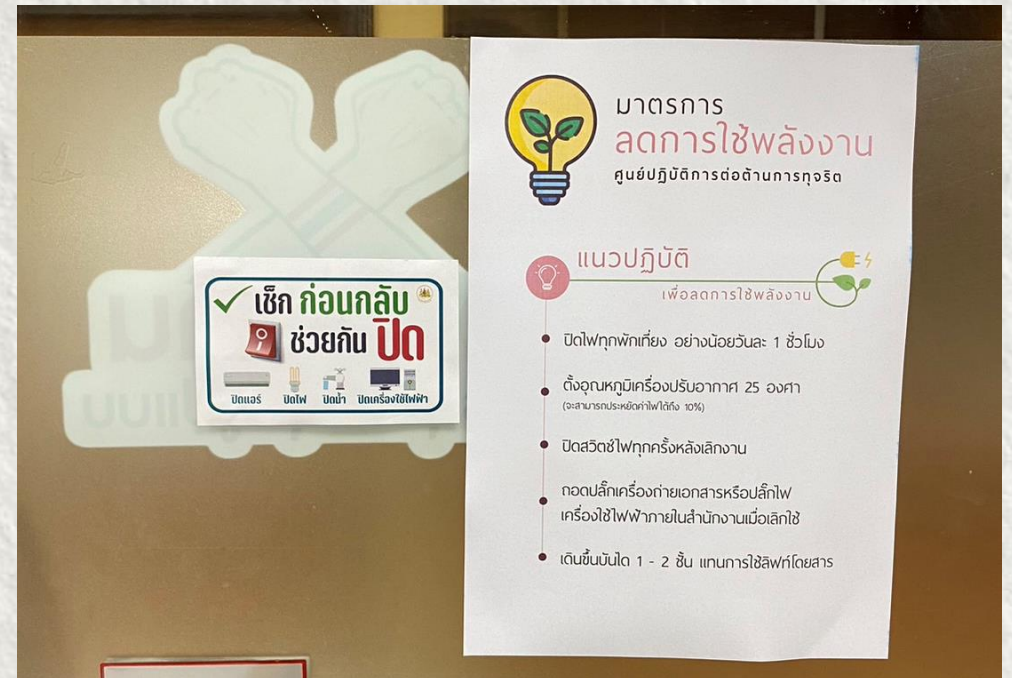 เช็ก ก่อนกลับ
ช่วยกัน ปิด
ปิดแอร์ ปิดไฟ ปิดน้ำ ปิดเครื่องใช้ไฟฟ้า
มาตรการ
ลดการใช้พลังงาน
ศูนย์ปฏิบัติการต่อต้านการทุจริต
แนวปฏิบัติ
เพื่อลดการใช้พลังงาน
ปิดไฟทุกพักเที่ยง อย่างน้อยวันละ 1 ชั่วโมง
ตั้งอุณหภูมิเครื่องปรับอากาศ 25 องศา
(จะสามารถประหยัดค่าไฟได้ถึง 10%)
ปิดสวิตช์ไฟทุกครั้งหลังเลิกงาน
ถอดปลั๊กเครื่องถ่ายเอกสารหรือปลั๊กไฟ
เครื่องใช้ไฟฟ้าภายในสำนักงานเมื่อเลิกใช้
เดินขึ้นบันได 1 - 2 ชั้น แทนการใช้ลิฟท์โดยสาร